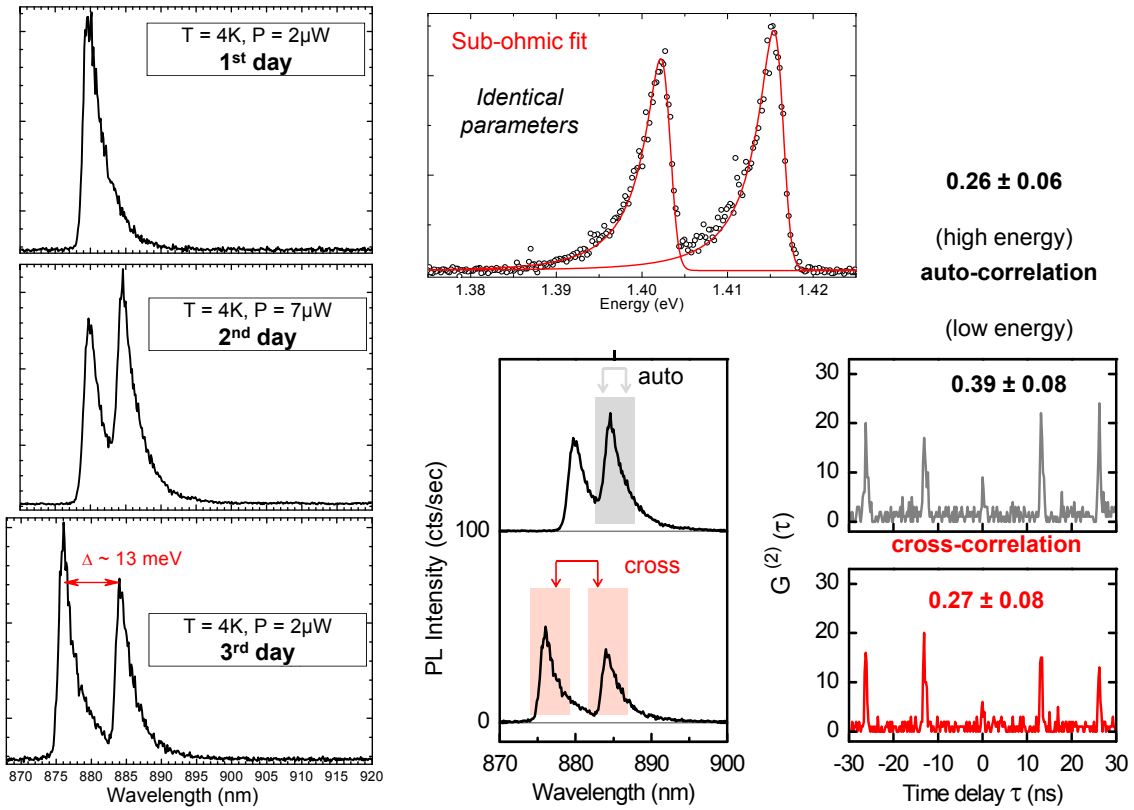 T = 4K, P = 2µW
1st day
T = 4K, P = 7µW
2nd day
Δ ~ 13 meV
T = 4K, P = 2µW
3rd day
870 875 880 885 890 895 900 905 910 915 920
Wavelength (nm)
Sub-ohmic fit
Identical
parameters
1.38 1.39 1.40 1.41 1.42
Energy (eV)
0.26 ± 0.06
(high energy)
auto-correlation
(low energy)
auto
100
cross
0
PL Intensity (cts/sec)
870 880 890 900
Wavelength (nm)
30
20
10
0
0.39 ± 0.08
cross-correlation
G (2) (τ)
30
20
10
0
0.27 ± 0.08
-30 -20 -10 0 10 20 30
Time delay τ (ns)